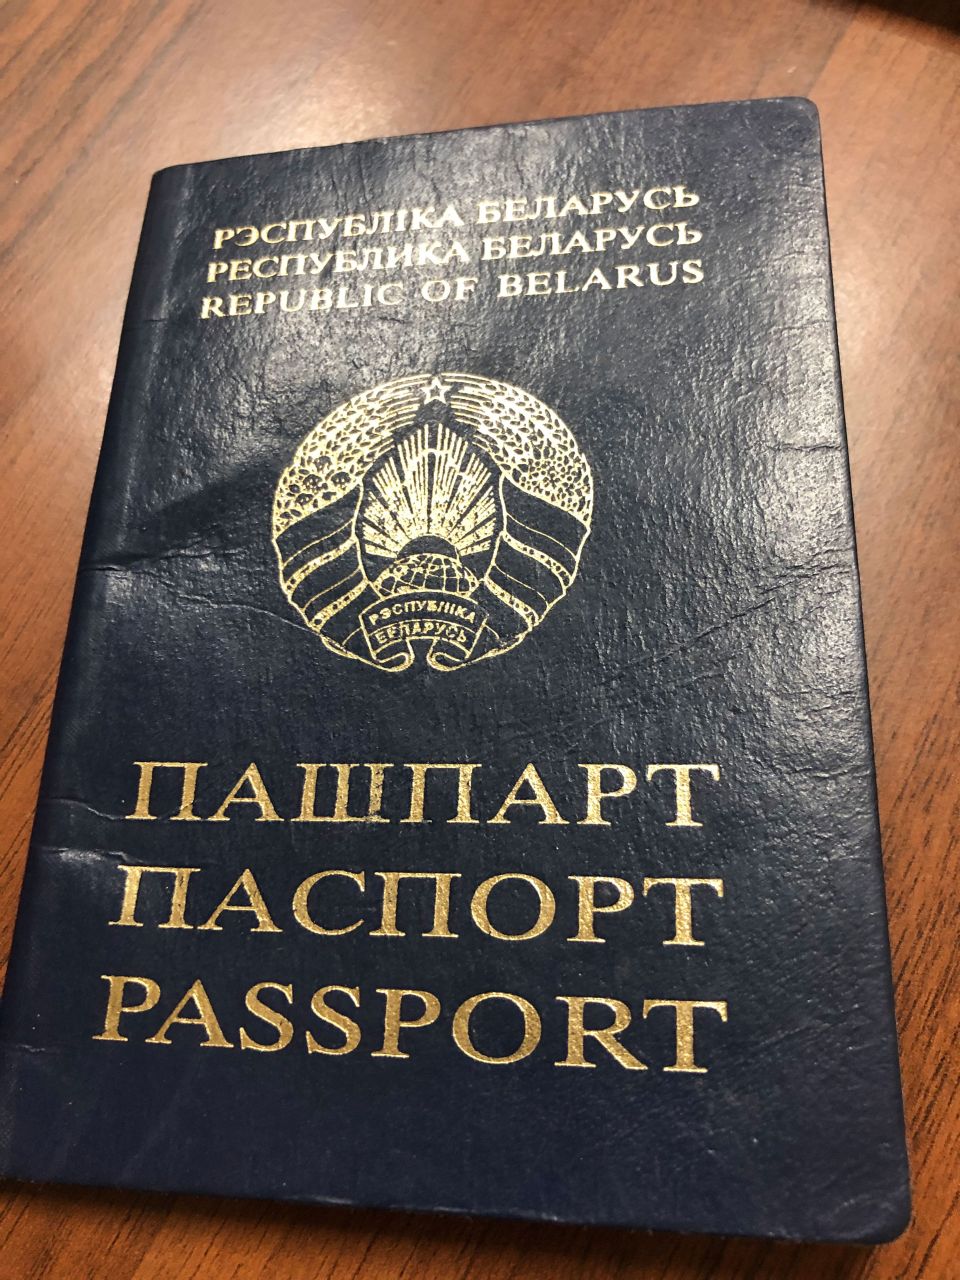 РЭСПУБЛІКА БЕЛАРУСЬ
РЕСПУБЛИКА БЕЛАРУСЬ
REPUBLIC OF BELARUS
РЭСПУБЛІКА
БЕЛАРУСЬ
ПАШПАРТ
ПАСПОРТ
PASSPORT